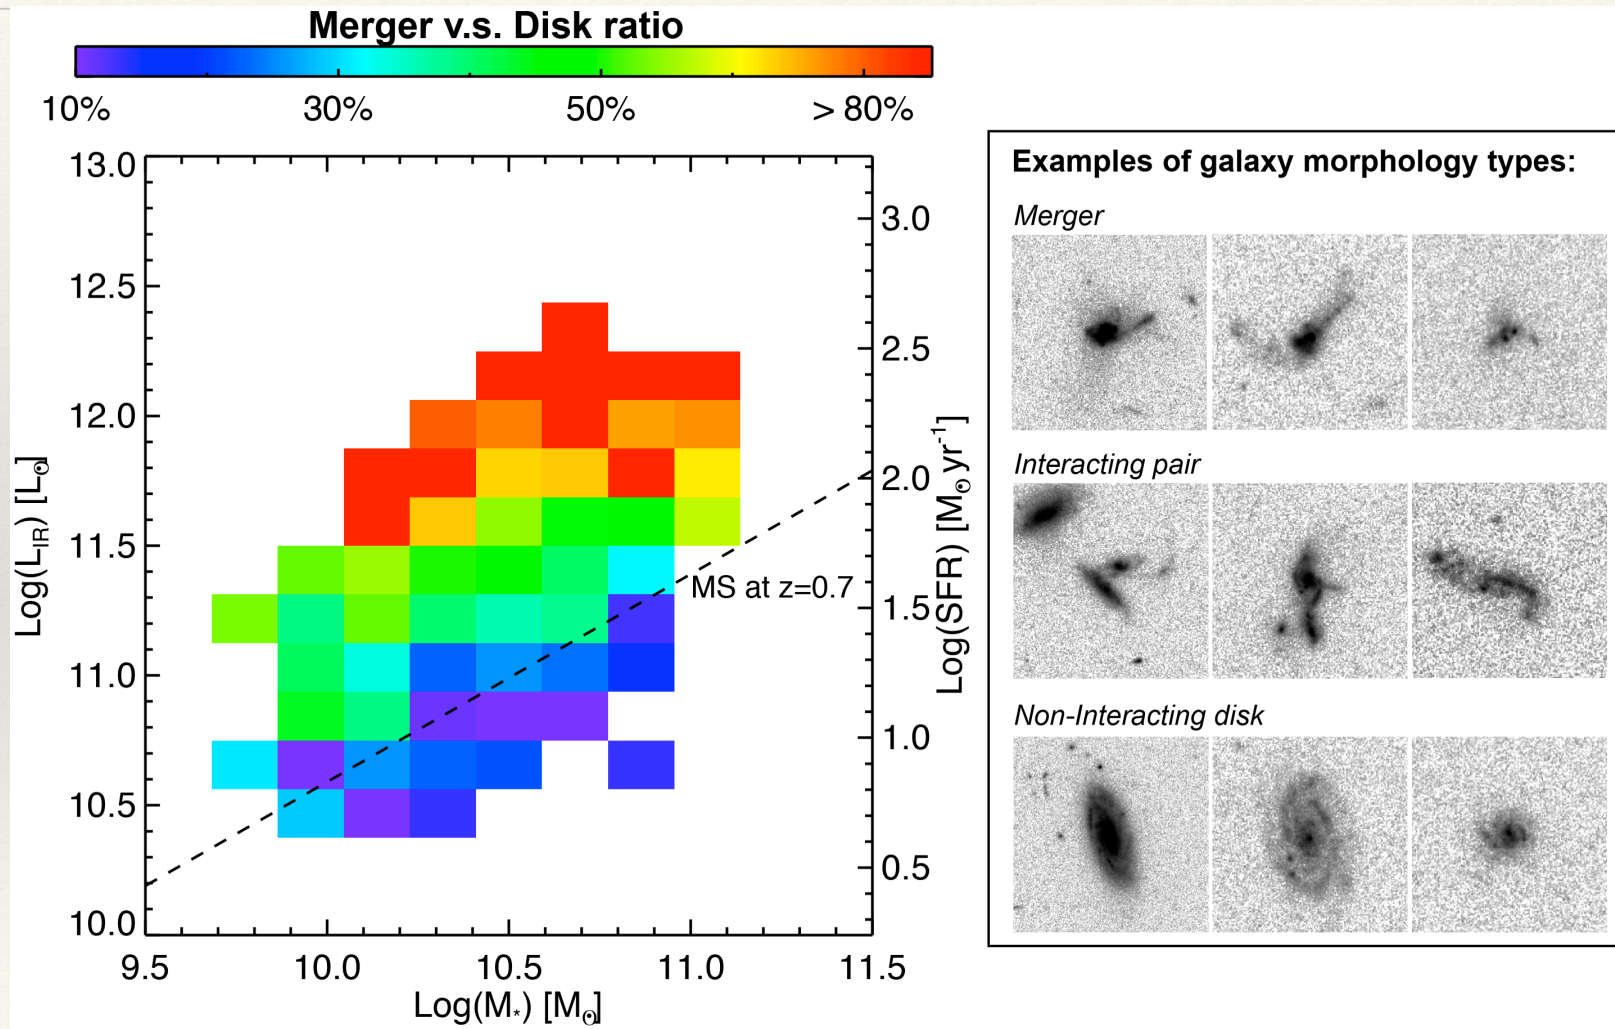 Merger v.s. Disk ratio
10% 30% 50% > 80%
13.0
12.5
12.0
11.5
11.0
10.5
10.0
Log(L_IR) [L_⊙]
3.0
2.5
2.0
1.5
1.0
0.5
Log(SFR) [M_⊙ yr^-1]
MS at z=0.7
9.5 10.0 10.5 11.0 11.5
Log(M_*) [M_⊙]
Examples of galaxy morphology types:
Merger
Interacting pair
Non-Interacting disk